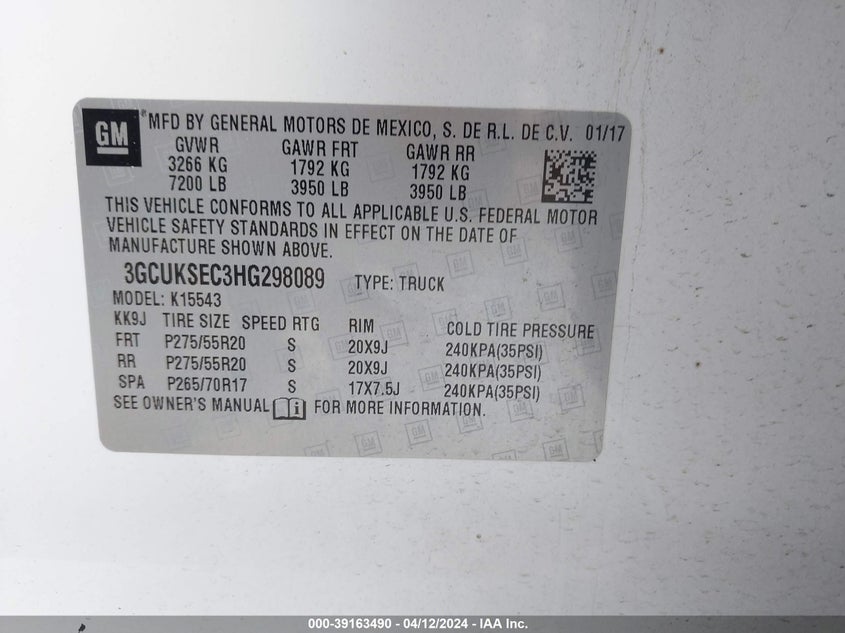 GM *MFD BY GENERAL MOTORS DE MEXICO, S. DE R.L. DE C.V. 01/17
GVWR GAWR FRT GAWR RR
3266 KG 1792 KG 1792 KG
7200 LB 3950 LB 3950 LB
THIS VEHICLE CONFORMS TO ALL APPLICABLE U.S. FEDERAL MOTOR
VEHICLE SAFETY STANDARDS IN EFFECT ON THE DATE OF
MANUFACTURE SHOWN ABOVE.
3GCUKSEC3HG298089 TYPE: TRUCK
MODEL: K15543
KK9J TIRE SIZE SPEED RTG RIM COLD TIRE PRESSURE
FRT P275/55R20 S 20X9J 240KPA(35PSI)
RR P275/55R20 S 20X9J 240KPA(35PSI)
SPA P265/70R17 S 17X7.5J 240KPA(35PSI)
SEE OWNER'S MANUAL i FOR MORE INFORMATION.
000-39163490 - 04/12/2024 - IAA Inc.